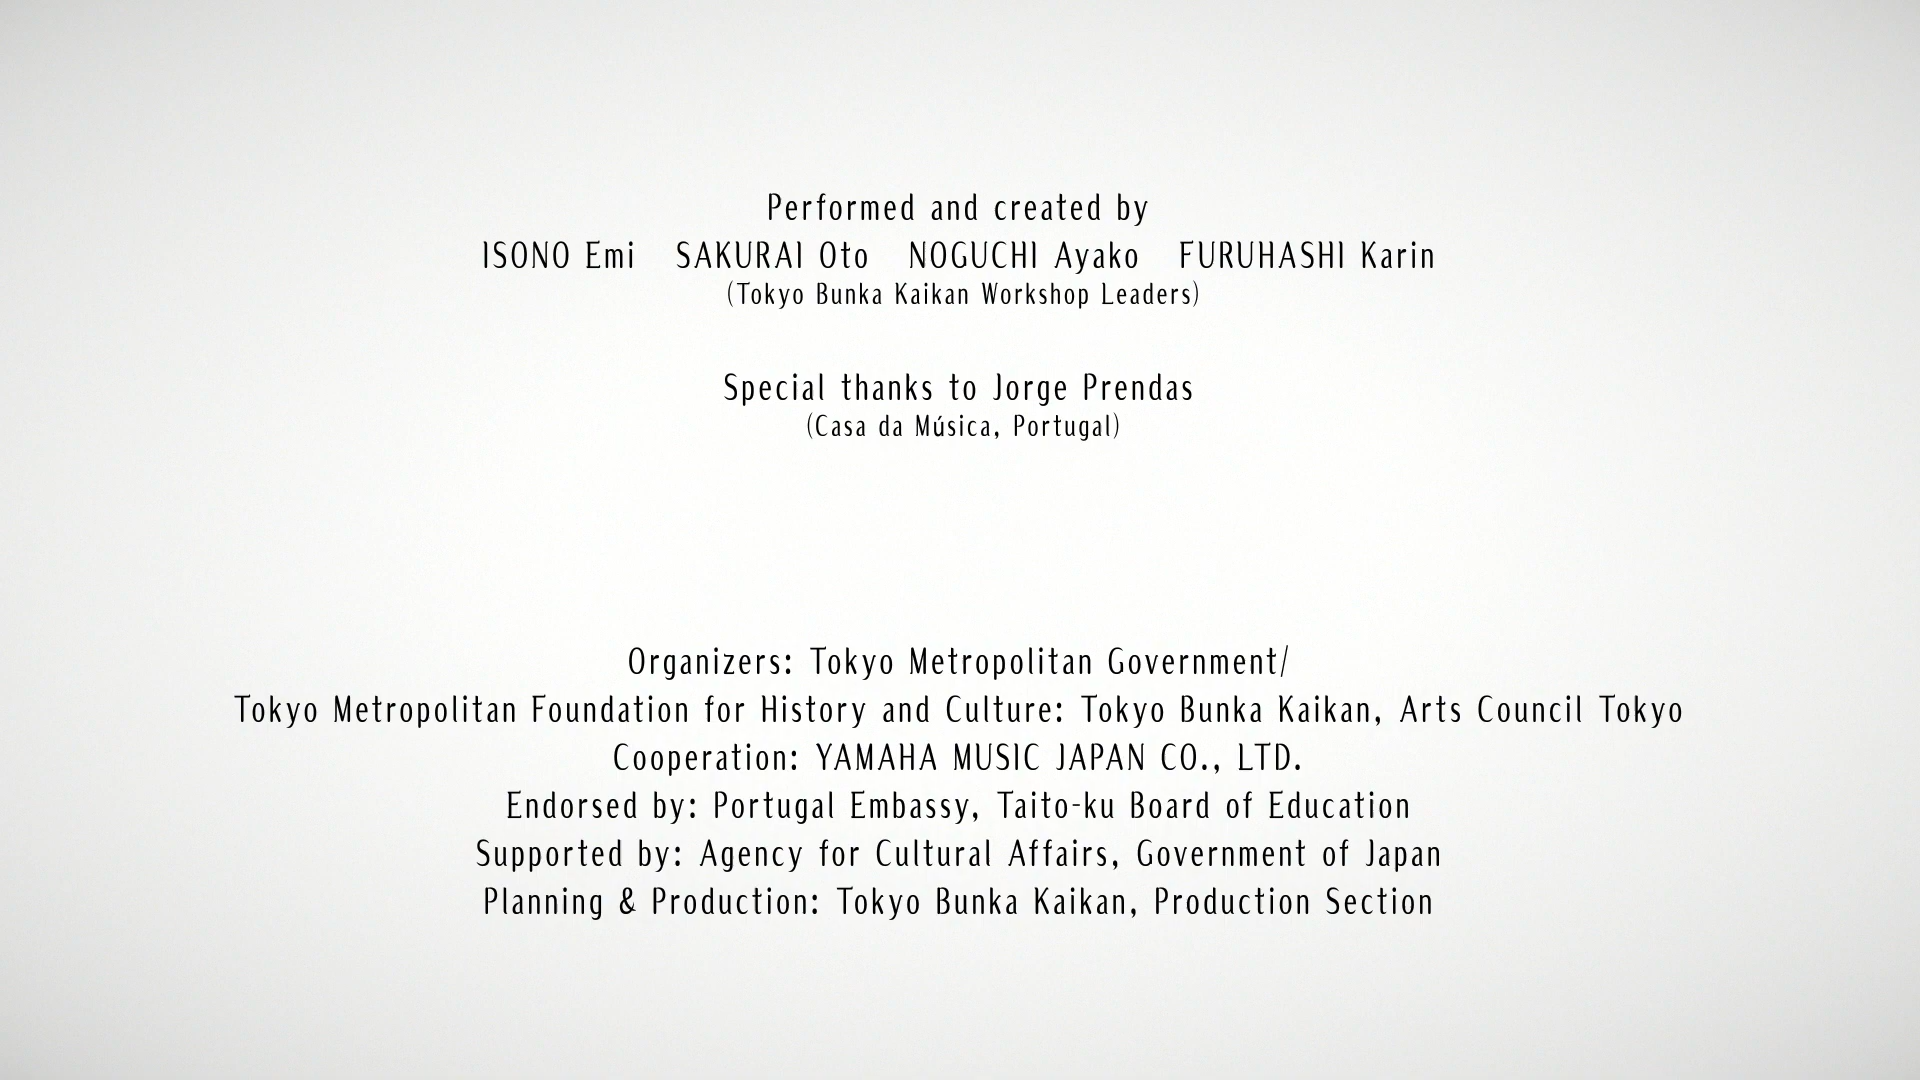 Performed and created by
ISONO Emi SAKURAI Oto NOGUCHI Ayako FURUHASHI Karin
(Tokyo Bunka Kaikan Workshop Leaders)
Special thanks to Jorge Prendas
(Casa da Música, Portugal)
Organizers: Tokyo Metropolitan Government/
Tokyo Metropolitan Foundation for History and Culture: Tokyo Bunka Kaikan, Arts Council Tokyo
Cooperation: YAMAHA MUSIC JAPAN CO., LTD.
Endorsed by: Portugal Embassy, Taito-ku Board of Education
Supported by: Agency for Cultural Affairs, Government of Japan
Planning & Production: Tokyo Bunka Kaikan, Production Section